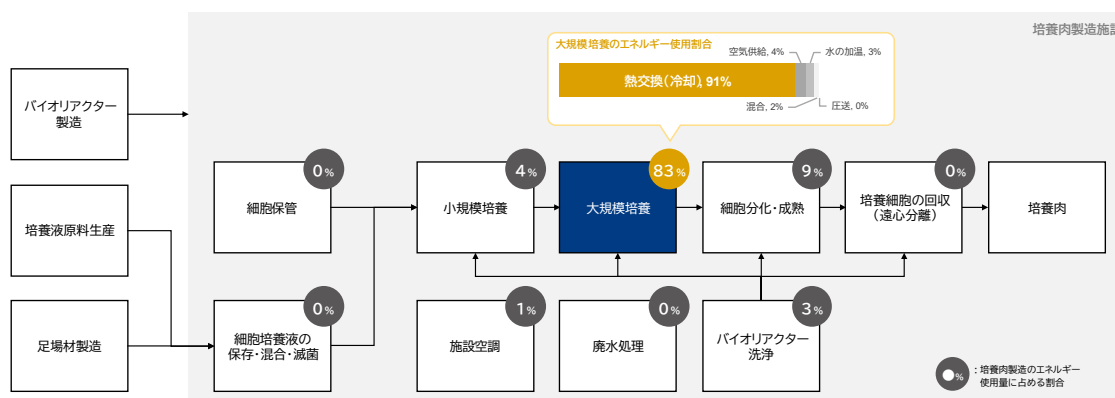 培養肉製造施設
大規模培養のエネルギー使用割合
空気供給, 4%
水の加温, 3%
熱交換(冷却), 91%
混合, 2%
圧送, 0%
バイオリアクター
製造
培養液原料生産
足場材製造
0%
細胞保管
4%
小規模培養
83%
大規模培養
9%
細胞分化・成熟
0%
培養細胞の回収
(遠心分離)
培養肉
0%
細胞培養液の
保存・混合・滅菌
1%
施設空調
0%
廃水処理
3%
バイオリアクター
洗浄
●%
:培養肉製造のエネルギー
使用量に占める割合